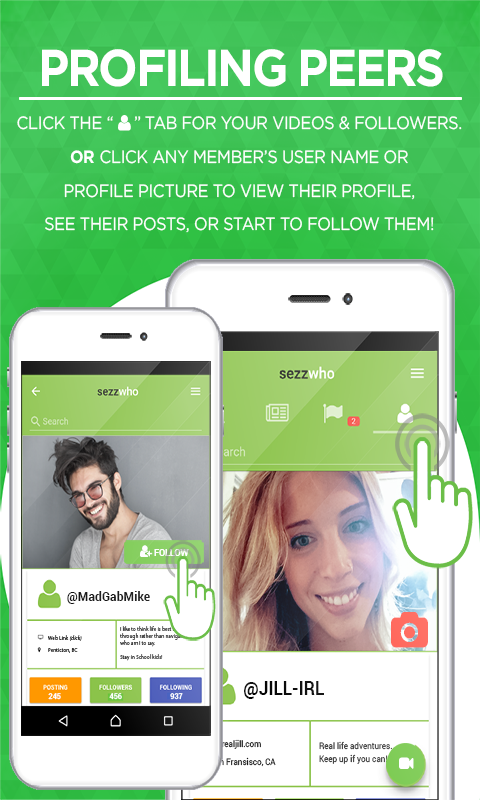 PROFILING PEERS
CLICK THE “ ” TAB FOR YOUR VIDEOS & FOLLOWERS.
OR CLICK ANY MEMBER’S USER NAME OR
PROFILE PICTURE TO VIEW THEIR PROFILE,
SEE THEIR POSTS, OR START TO FOLLOW THEM!
sezzwho
Search
FOLLOW
@MadGabMike
Web Link (click)
Penticton, BC
I like to think life is best
through rather than naviga
who am I to say.
Stay in School kids!
POSTING
245
FOLLOWERS
456
FOLLOWING
937
sezzwho
2
arch
@JILL-IRL
realjill.com
n Fransisco, CA
Real life adventures.
Keep up if you can!